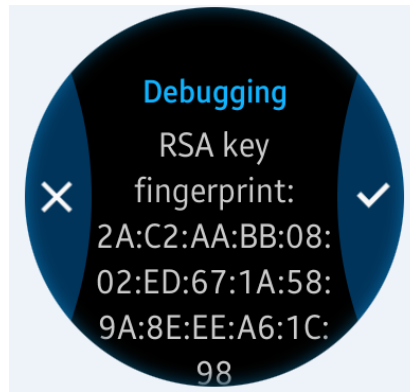 Debugging
RSA key
fingerprint:
2A:C2:AA:BB:08:
02:ED:67:1A:58:
9A:8E:EE:A6:1C:
98